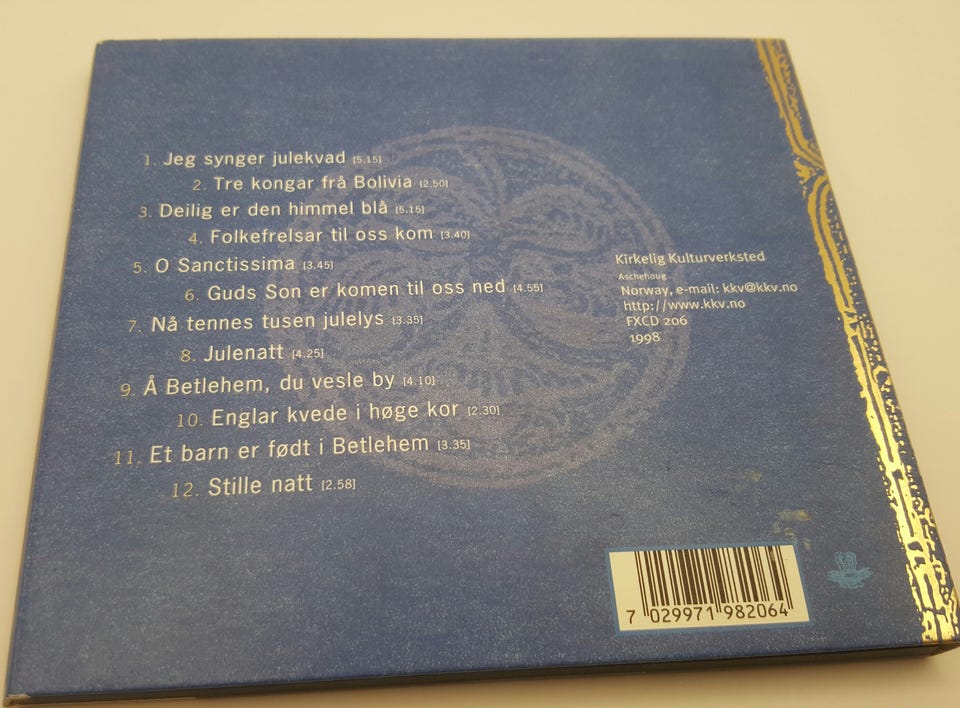 1. Jeg synger julekvad [5.15]
2. Tre kongar frå Bolivia [2.50]
3. Deilig er den himmel blå [5.15]
4. Folkefrelsar til oss kom [3.40]
5. O Sanctissima [3.45]
6. Guds Son er komen til oss ned [4.55]
7. Nå tennes tusen julelys [3.35]
8. Julenatt [4.25]
9. Å Betlehem, du vesle by [4.10]
10. Englar kvede i høge kor [2.30]
11. Et barn er født i Betlehem [3.35]
12. Stille natt [2.58]
Kirkelig Kulturverksted
Aschehoug
Norway, e-mail: kkv@kkv.no
http://www.kkv.no
FXCD 206
1998
7 029971 982064